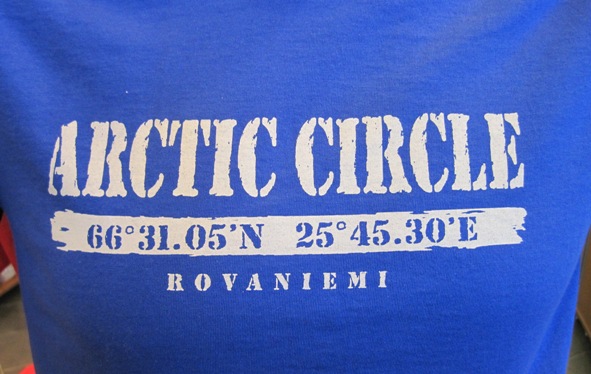 ARCTIC CIRCLE
66°31.05'N 25°45.30'E
ROVANIEMI